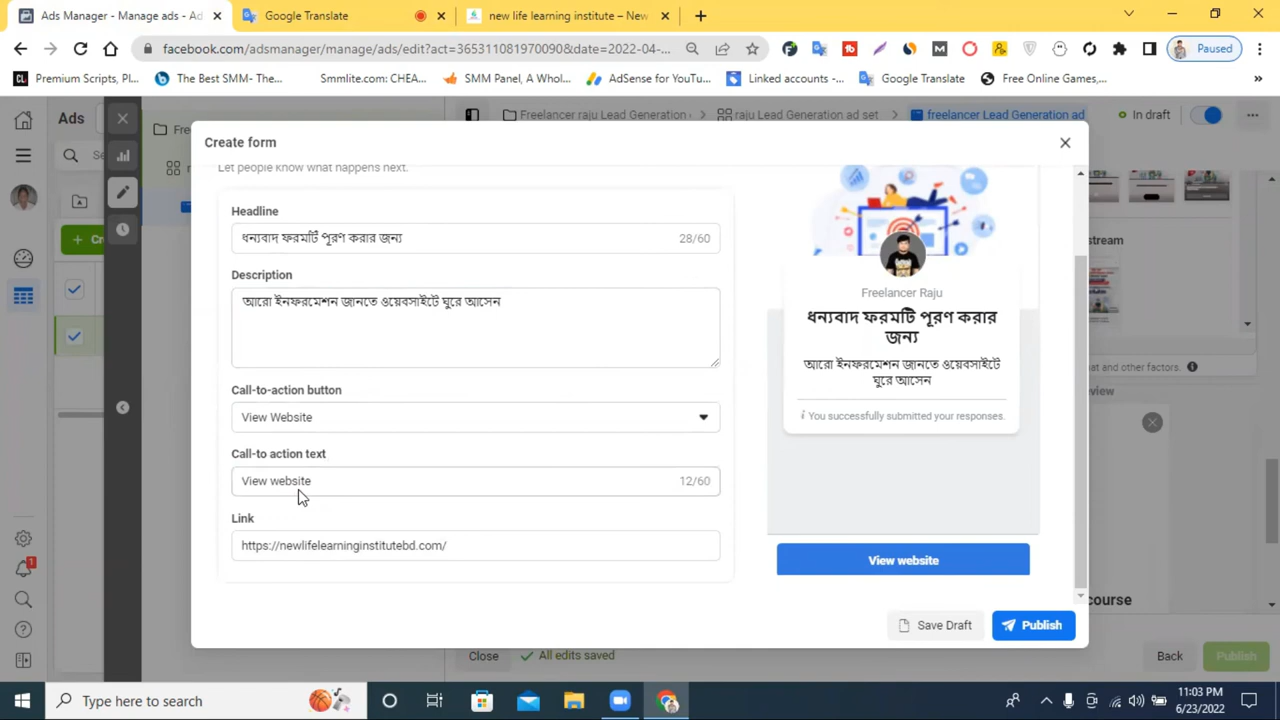 Ads Manager - Manage ads - Ad
Google Translate
new life learning institute – New
facebook.com/adsmanager/manage/ads/edit?act=365311081970090&date=2022-04-...
Paused
Premium Scripts, Pl...
The Best SMM- The...
Smmlite.com: CHEA...
SMM Panel, A Whol...
AdSense for YouTu...
Linked accounts -...
Google Translate
Free Online Games,...
Ads
Freelancer raju Lead Generation
raju Lead Generation ad set
freelancer Lead Generation ad
In draft
Create form
Let people know what happens next.
Headline
ধন্যবাদ ফরমটি পূরণ করার জন্য
28/60
Description
আরো ইনফরমেশন জানতে ওয়েবসাইটে ঘুরে আসেন
Call-to-action button
View Website
Call-to action text
View website
12/60
Link
https://newlifelearninginstitutebd.com/
Freelancer Raju
ধন্যবাদ ফরমটি পূরণ করার
জন্য
আরো ইনফরমেশন জানতে ওয়েবসাইটে
ঘুরে আসেন
You successfully submitted your responses.
View website
Save Draft
Publish
stream
at and other factors.
course
Close
All edits saved
Back
Publish
1
Type here to search
11:03 PM
6/23/2022